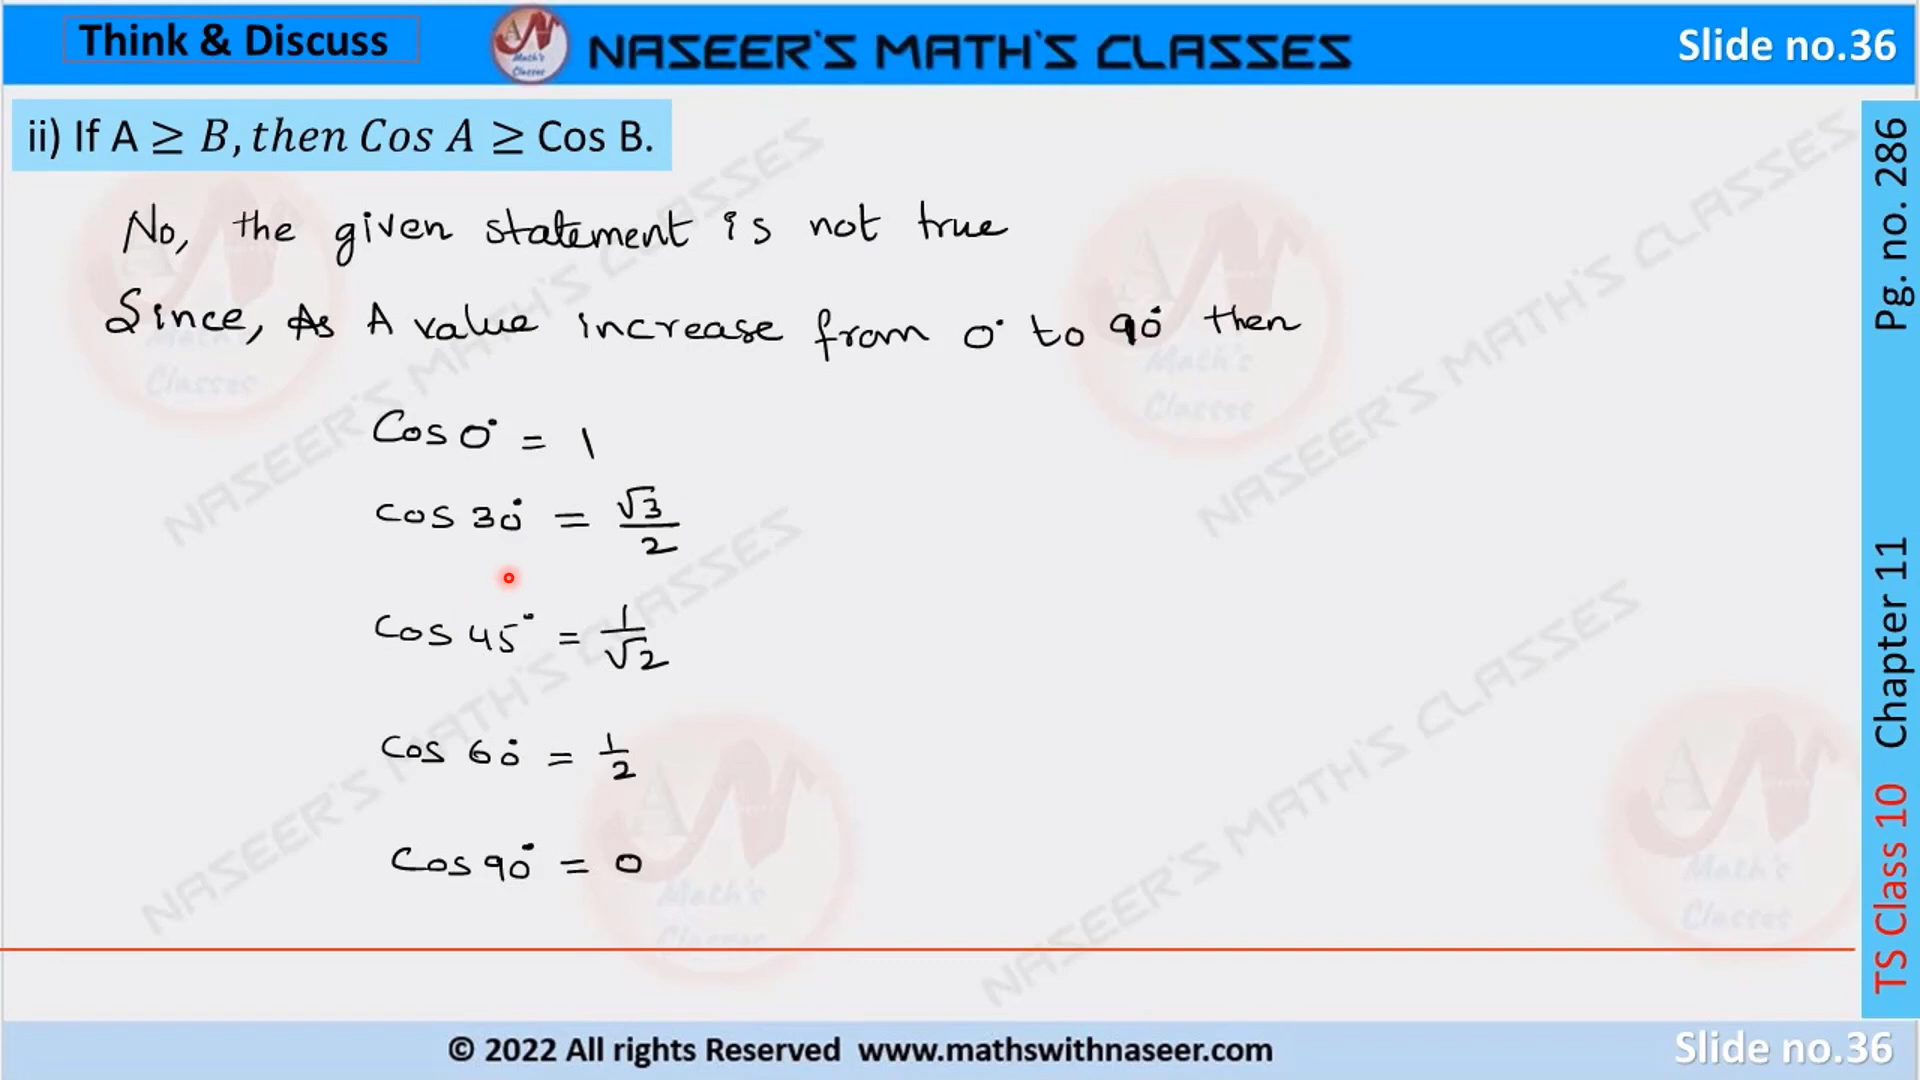 Think & Discuss
NASEER'S MATH'S CLASSES
Slide no.36
ii) If A ≥ B, then Cos A ≥ Cos B.
No, the given statement is not true
Since, As A value increase from 0° to 90° then
Cos 0° = 1
cos 30° = √3/2
Cos 45° = 1/√2
Cos 60° = 1/2
Cos 90° = 0
TS Class 10 Chapter 11 Pg. no. 286
© 2022 All rights Reserved www.mathswithnaseer.com
Slide no.36